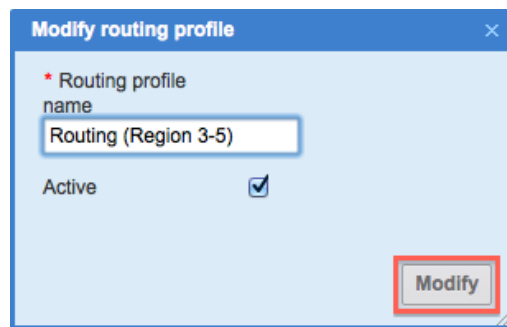 Modify routing profile
* Routing profile
name
Routing (Region 3-5)
Active
Modify